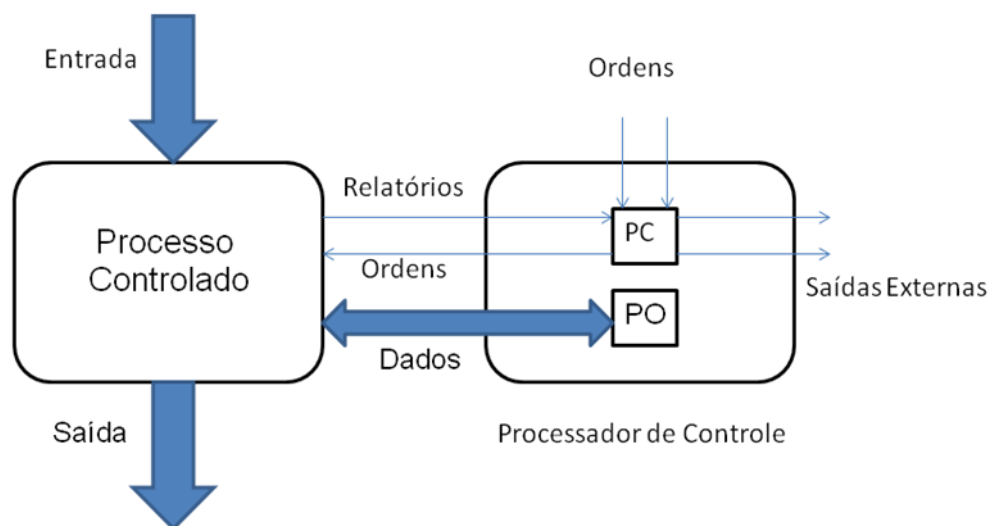 Entrada
Ordens
Relatórios
Processo
Controlado
PC
Ordens
Saídas Externas
PO
Dados
Saída
Processador de Controle